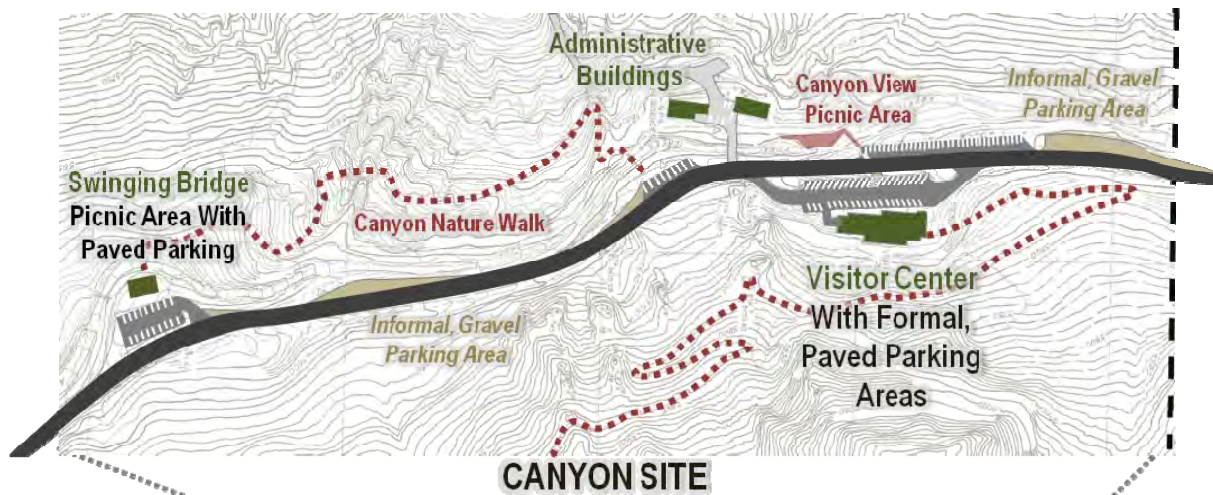 Administrative
Buildings
Canyon View
Picnic Area
Informal, Gravel
Parking Area
Swinging Bridge
Picnic Area With
Paved Parking
Canyon Nature Walk
Informal, Gravel
Parking Area
Visitor Center
With Formal,
Paved Parking
Areas
CANYON SITE